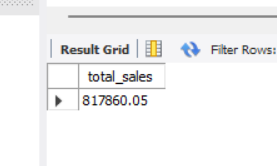 Result Grid Filter Rows:
total_sales
817860.05